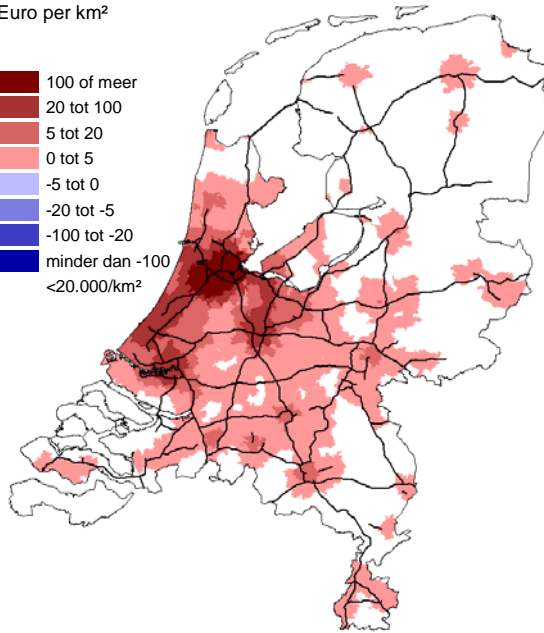 Euro per km²
100 of meer
20 tot 100
5 tot 20
0 tot 5
-5 tot 0
-20 tot -5
-100 tot -20
minder dan -100
<20.000/km²